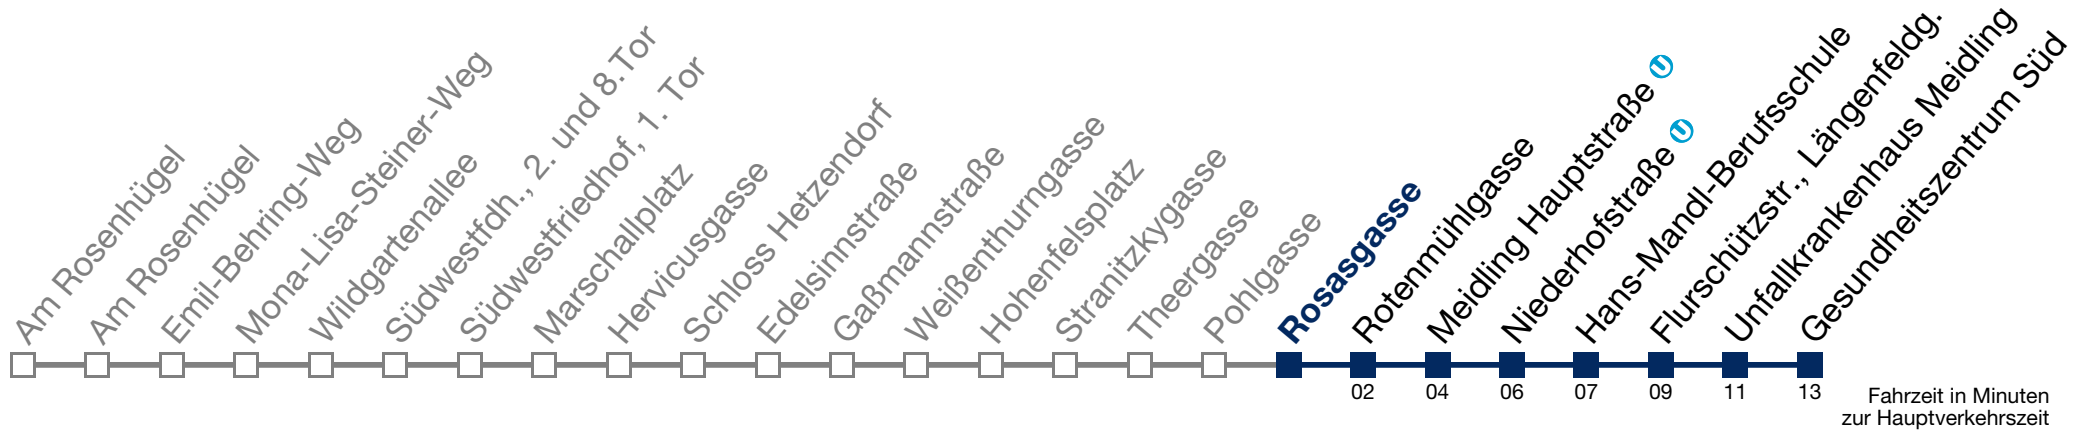 Am Rosenhügel
Am Rosenhügel
Emil-Behring-Weg
Mona-Lisa-Steiner-Weg
Wildgartenallee
Südwestfdh., 2. und 8.Tor
Südwestfriedhof, 1. Tor
Marschallplatz
Hervicusgasse
Schloss Hetzendorf
Edelsinnstraße
Gaßmannstraße
Weißenthurngasse
Hohenfelsplatz
Stranitzkygasse
Theergasse
Pohlgasse
Rosasgasse
Rotenmühlgasse
Meidling Hauptstraße U
Niederhofstraße U
Hans-Mandl-Berufsschule
Flurschützstr., Längenfeldg.
Unfallkrankenhaus Meidling
Gesundheitszentrum Süd
02 04 06 07 09 11 13
Fahrzeit in Minuten
zur Hauptverkehrszeit